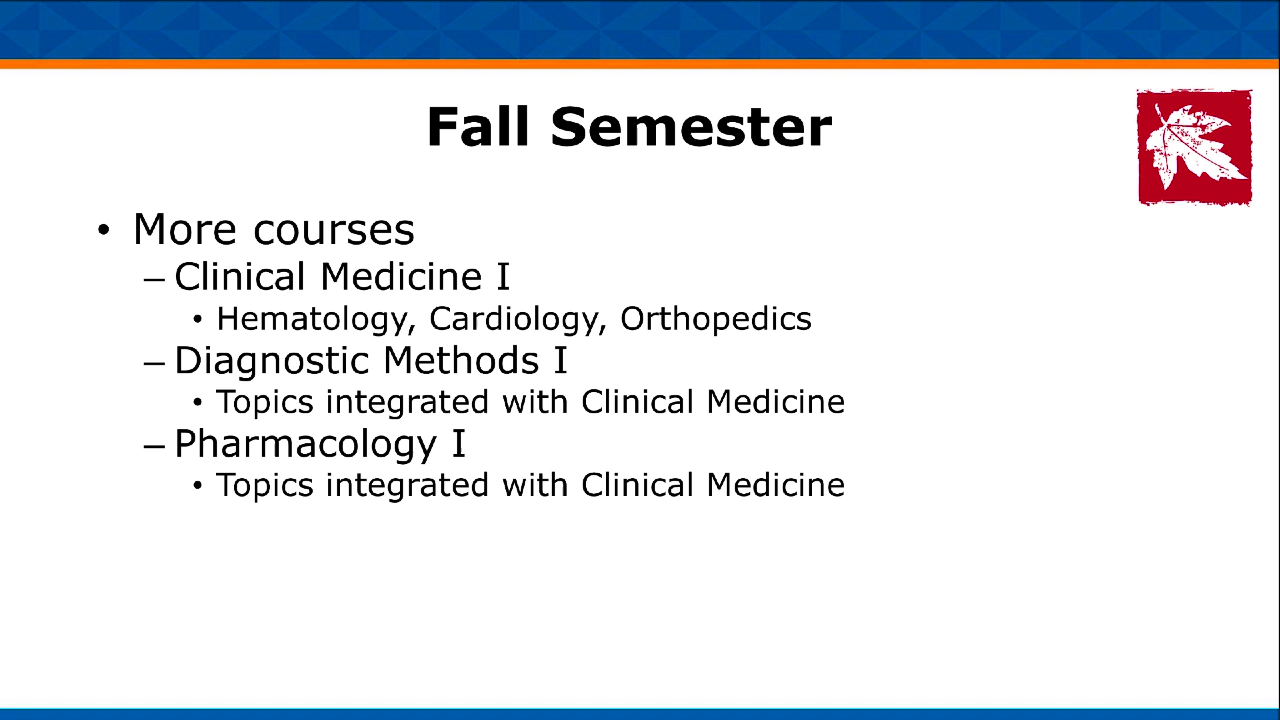 Fall Semester
• More courses
– Clinical Medicine I
• Hematology, Cardiology, Orthopedics
– Diagnostic Methods I
• Topics integrated with Clinical Medicine
– Pharmacology I
• Topics integrated with Clinical Medicine